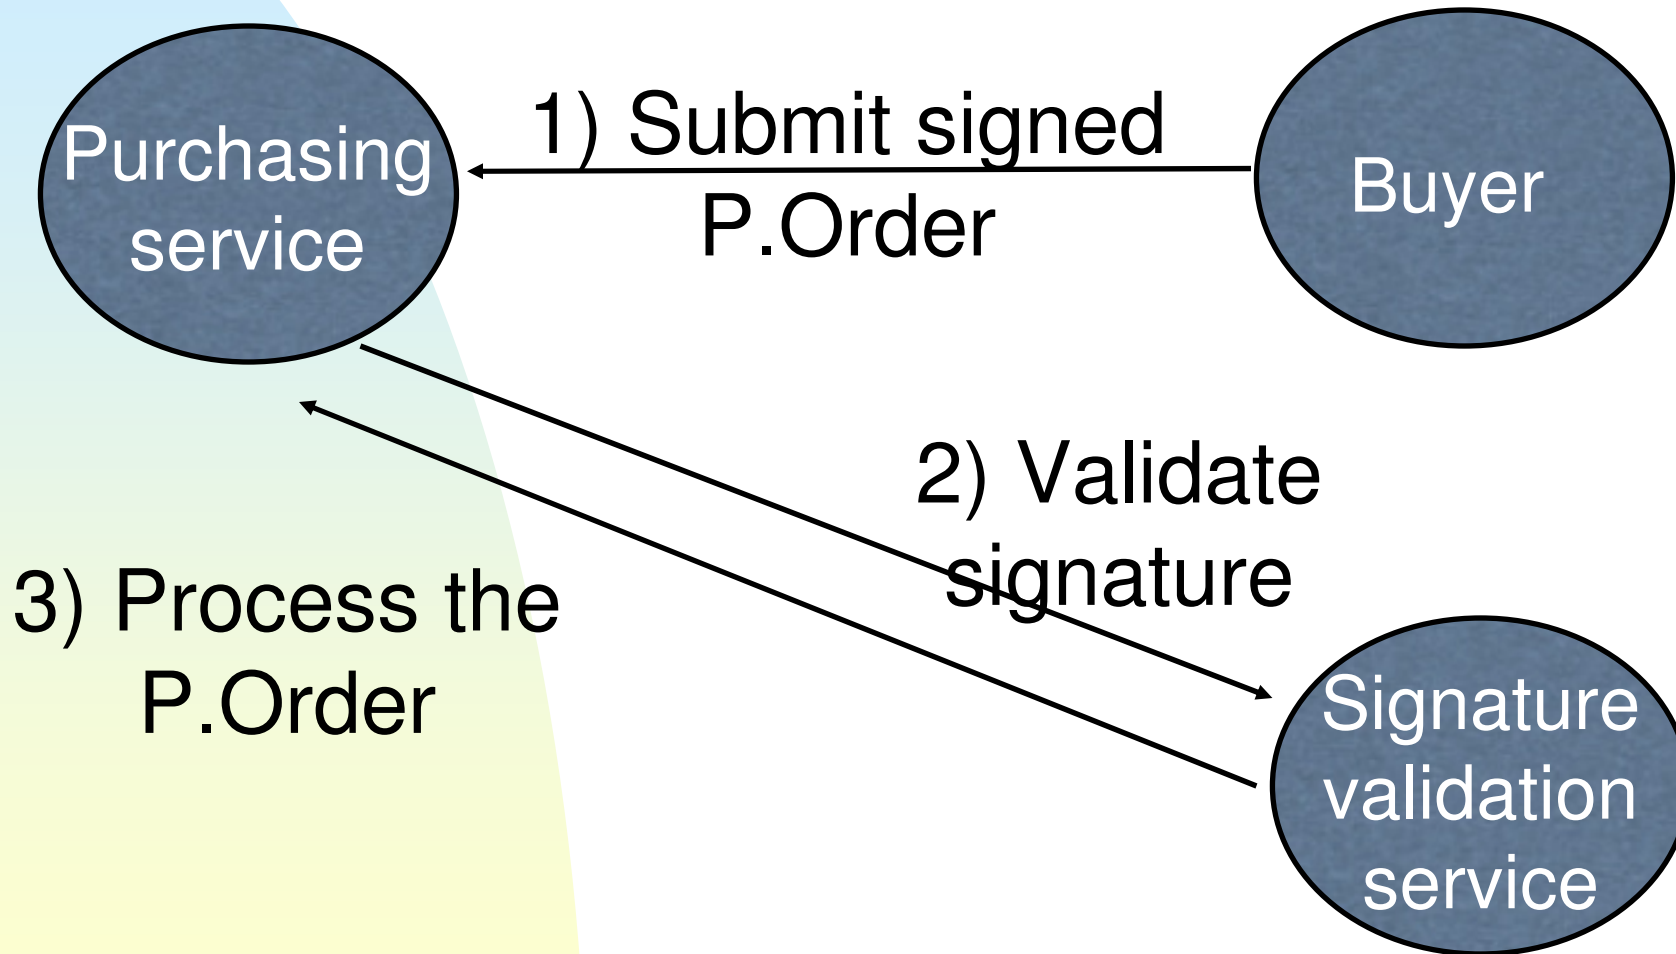 Purchasing
service
1) Submit signed
P.Order
Buyer
2) Validate
signature
3) Process the
P.Order
Signature
validation
service